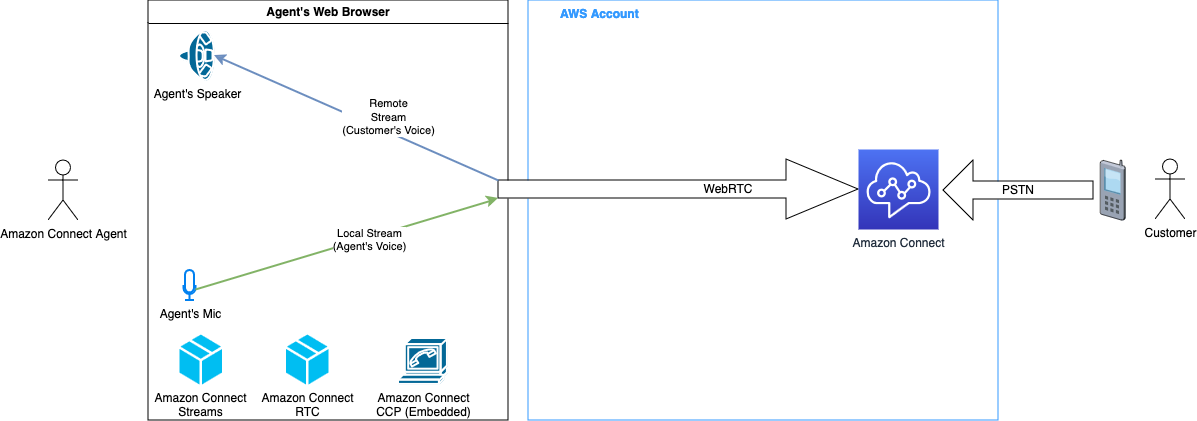 Agent's Web Browser
AWS Account
Agent's Speaker
Remote
Stream
(Customer's Voice)
WebRTC
PSTN
Amazon Connect Agent
Local Stream
(Agent's Voice)
Amazon Connect
Customer
Agent's Mic
Amazon Connect
Streams
Amazon Connect
RTC
Amazon Connect
CCP (Embedded)